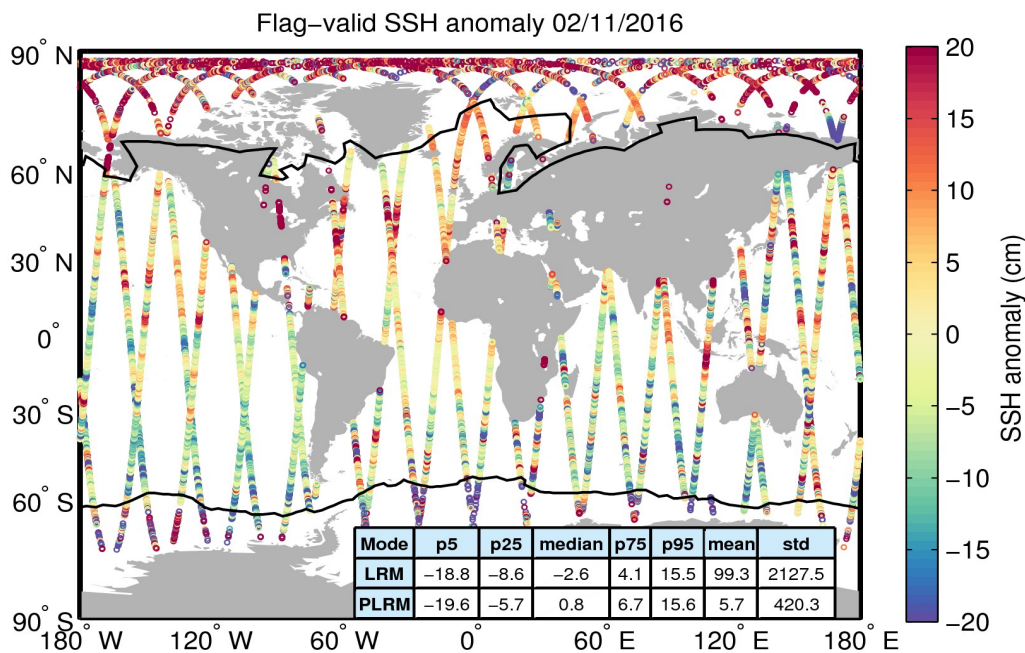 Flag−valid SSH anomaly 02/11/2016
90° N
60° N
30° N
0°
30° S
60° S
90° S
180° W
120° W
60° W
0°
60° E
120° E
180° E
20
15
10
5
0
−5
−10
−15
−20
SSH anomaly (cm)
Mode p5 p25 median p75 p95 mean std
LRM −18.8 −8.6 −2.6 4.1 15.5 99.3 2127.5
PLRM −19.6 −5.7 0.8 6.7 15.6 5.7 420.3